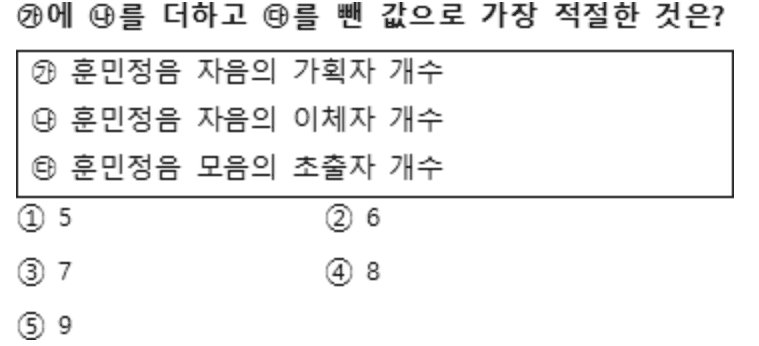 ㉮에 ㉯를 더하고 ㉰를 뺀 값으로 가장 적절한 것은?
㉮ 훈민정음 자음의 가획자 개수
㉯ 훈민정음 자음의 이체자 개수
㉰ 훈민정음 모음의 초출자 개수
① 5 ② 6
③ 7 ④ 8
⑤ 9